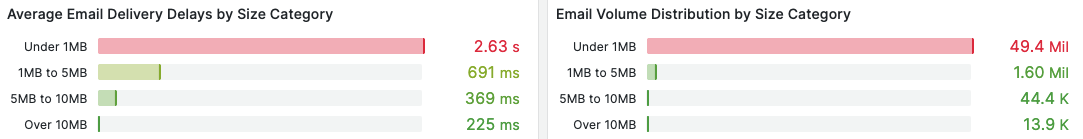 Average Email Delivery Delays by Size Category
Under 1MB 2.63 s
1MB to 5MB 691 ms
5MB to 10MB 369 ms
Over 10MB 225 ms
Email Volume Distribution by Size Category
Under 1MB 49.4 Mil
1MB to 5MB 1.60 Mil
5MB to 10MB 44.4 K
Over 10MB 13.9 K